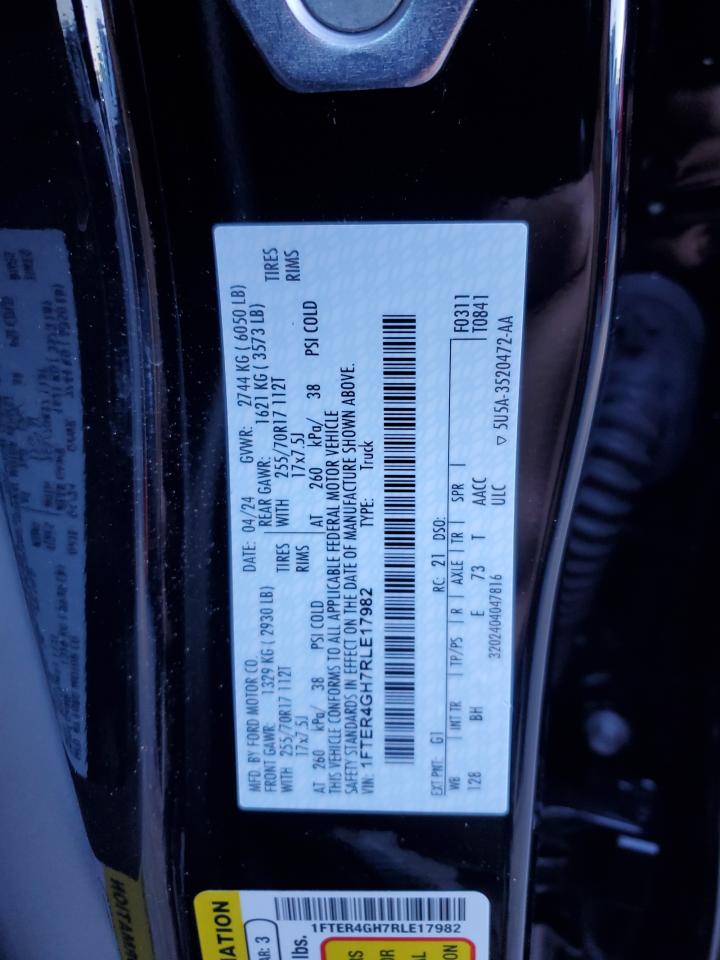 MFD. BY FORD MOTOR CO.
DATE: 04/24 GVWR: 2744 KG ( 6050 LB)
FRONT GAWR: 1329 KG ( 2930 LB) REAR GAWR: 1621 KG ( 3573 LB)
WITH 255/70R17 112T TIRES WITH 255/70R17 112T TIRES
17x7.5J RIMS 17x7.5J RIMS
AT 260 kPa/ 38 PSI COLD AT 260 kPa/ 38 PSI COLD
THIS VEHICLE CONFORMS TO ALL APPLICABLE FEDERAL MOTOR VEHICLE
SAFETY STANDARDS IN EFFECT ON THE DATE OF MANUFACTURE SHOWN ABOVE.
VIN: 1FTER4GH7RLE17982 TYPE: Truck
F0311
T0841
EXT PNT: G1 RC: 21 DSO:
WB INT TR TP/PS R AXLE TR SPR
128 BH E 73 T AACC
3202404047816 ULC
5U5A-3520472-AA
1FTER4GH7RLE17982